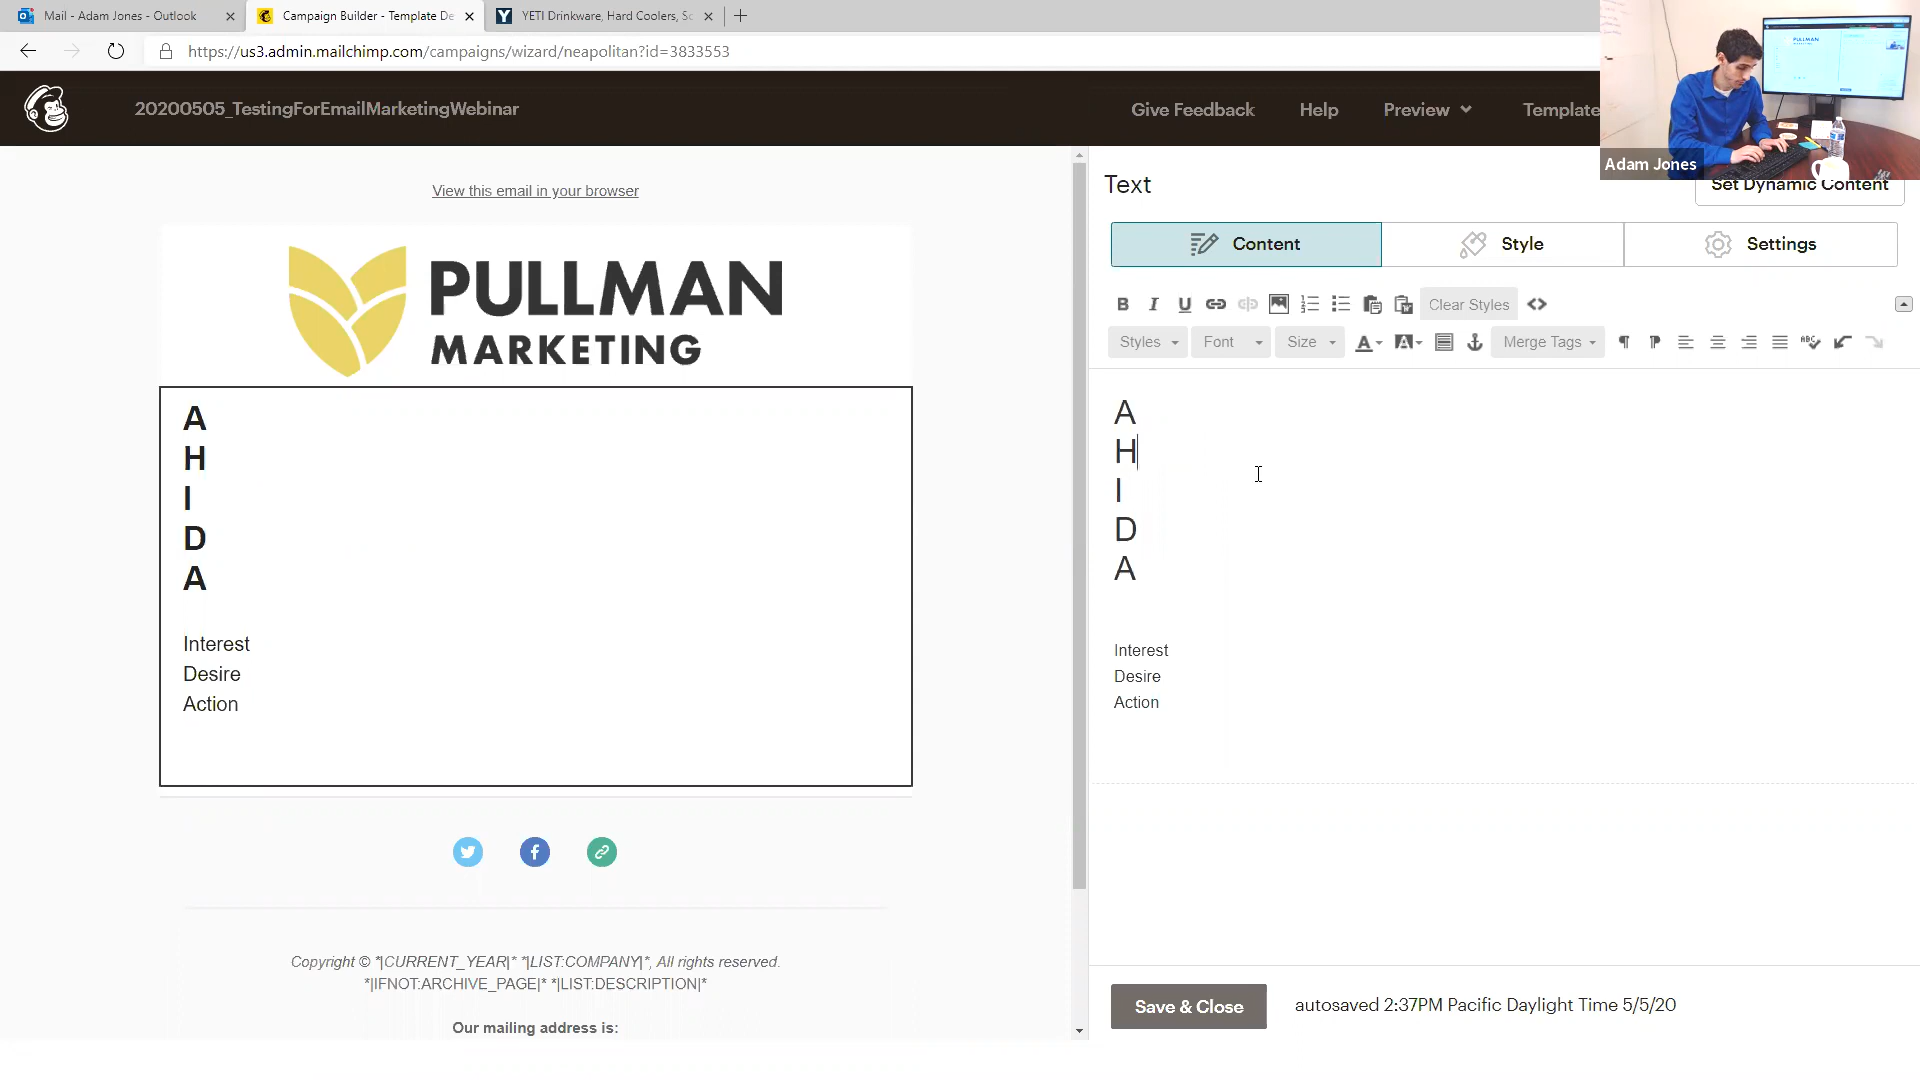 Mail - Adam Jones - Outlook
Campaign Builder - Template De
YETI Drinkware, Hard Coolers, So
https://us3.admin.mailchimp.com/campaigns/wizard/neapolitan?id=3833553
20200505_TestingForEmailMarketingWebinar
Give Feedback
Help
Preview
Template
Adam Jones
View this email in your browser
PULLMAN
MARKETING
A
H
I
D
A
Interest
Desire
Action
Copyright © *|CURRENT_YEAR|* *|LIST:COMPANY|*, All rights reserved.
*|IFNOT:ARCHIVE_PAGE|* *|LIST:DESCRIPTION|*
Our mailing address is:
Text
Set Dynamic Content
Content
Style
Settings
B I U
Clear Styles
Styles
Font
Size
A
A
Merge Tags
ABC
A
H
I
D
A
Interest
Desire
Action
Save & Close
autosaved 2:37PM Pacific Daylight Time 5/5/20